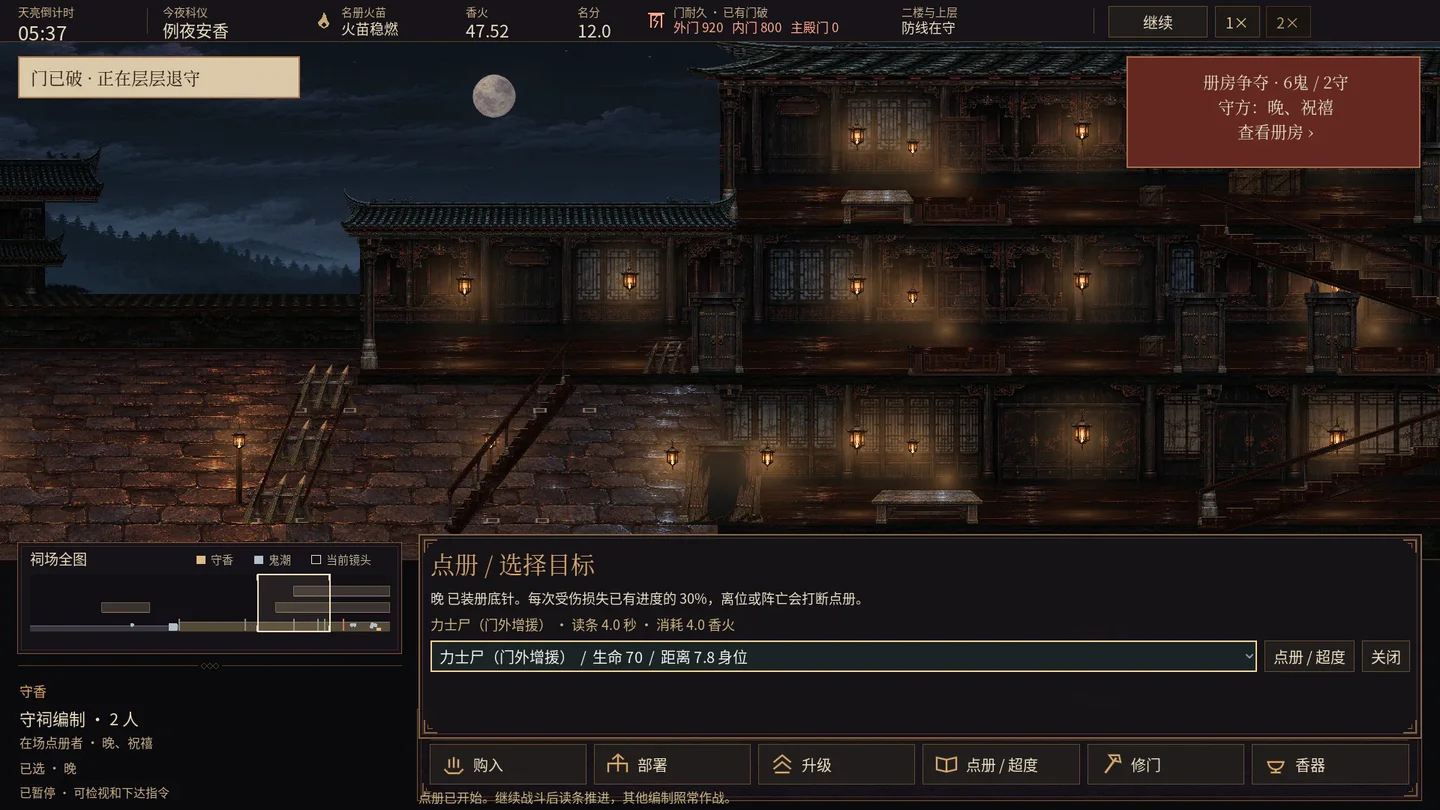 天亮倒计时
05:37
今夜科仪
例夜安香
名册火苗
火苗稳燃
香火
47.52
名分
12.0
门耐久・已有门破
外门 920 内门 800 主殿门 0
二楼与上层
防线在守
继续
1×
2×
门已破 · 正在层层退守
册房争夺 · 6鬼 / 2守
守方：晚、祝禧
查看册房 ›
祠场全图
守香
鬼潮
当前镜头
点册 / 选择目标
晚 已装册底针。每次受伤损失已有进度的 30%，离位或阵亡会打断点册。
力士尸（门外增援） ・ 读条 4.0 秒 ・ 消耗 4.0 香火
力士尸（门外增援） / 生命 70 / 距离 7.8 身位
点册 / 超度
关闭
守香
守祠编制 ・ 2 人
在场点册者 ・ 晚、祝禧
已选 ・ 晚
已暂停 ・ 可检视和下达指令
购入
部署
升级
点册 / 超度
修门
香器
点册已开始。继续战斗后读条推进，其他编制照常作战。